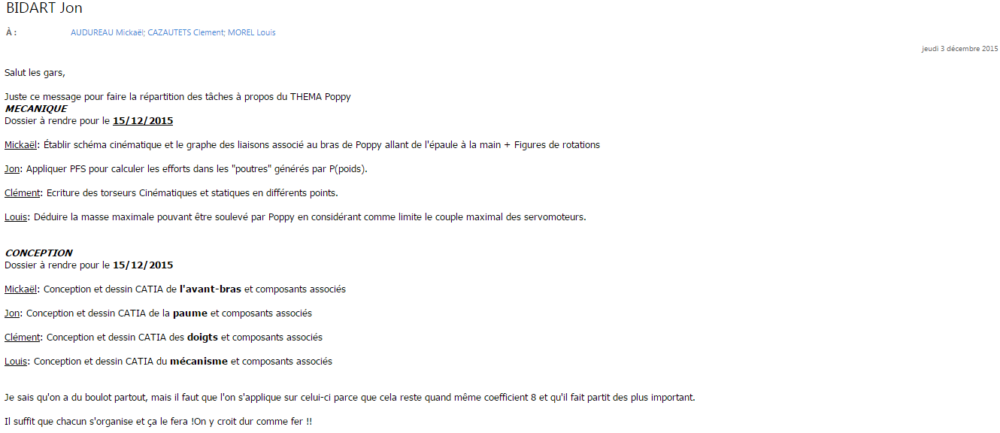 BIDART Jon
À : AUDUREAU Mickaël; CAZAUTETS Clement; MOREL Louis
jeudi 3 décembre 2015
Salut les gars,
Juste ce message pour faire la répartition des tâches à propos du THEMA Poppy
MECANIQUE
Dossier à rendre pour le 15/12/2015
Mickaël: Établir schéma cinématique et le graphe des liaisons associé au bras de Poppy allant de l'épaule à la main + Figures de rotations
Jon: Appliquer PFS pour calculer les efforts dans les "poutres" générés par P(poids).
Clément: Ecriture des torseurs Cinématiques et statiques en différents points.
Louis: Déduire la masse maximale pouvant être soulevé par Poppy en considérant comme limite le couple maximal des servomoteurs.
CONCEPTION
Dossier à rendre pour le 15/12/2015
Mickaël: Conception et dessin CATIA de l'avant-bras et composants associés
Jon: Conception et dessin CATIA de la paume et composants associés
Clément: Conception et dessin CATIA des doigts et composants associés
Louis: Conception et dessin CATIA du mécanisme et composants associés
Je sais qu'on a du boulot partout, mais il faut que l'on s'applique sur celui-ci parce que cela reste quand même coefficient 8 et qu'il fait partit des plus important.
Il suffit que chacun s'organise et ça le fera !On y croit dur comme fer !!